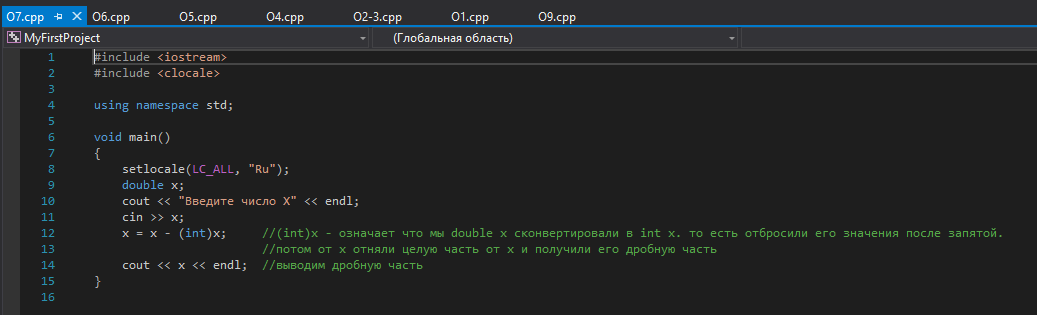 O7.cpp O6.cpp O5.cpp O4.cpp O2-3.cpp O1.cpp O9.cpp
MyFirstProject (Глобальная область)
1 #include <iostream>
2 #include <clocale>
3
4 using namespace std;
5
6 void main()
7 {
8 setlocale(LC_ALL, "Ru");
9 double x;
10 cout << "Введите число X" << endl;
11 cin >> x;
12 x = x - (int)x; //(int)x - означает что мы double x сконвертировали в int x. то есть отбросили его значения после запятой.
13 //потом от x отняли целую часть от x и получили его дробную часть
14 cout << x << endl; //выводим дробную часть
15 }
16